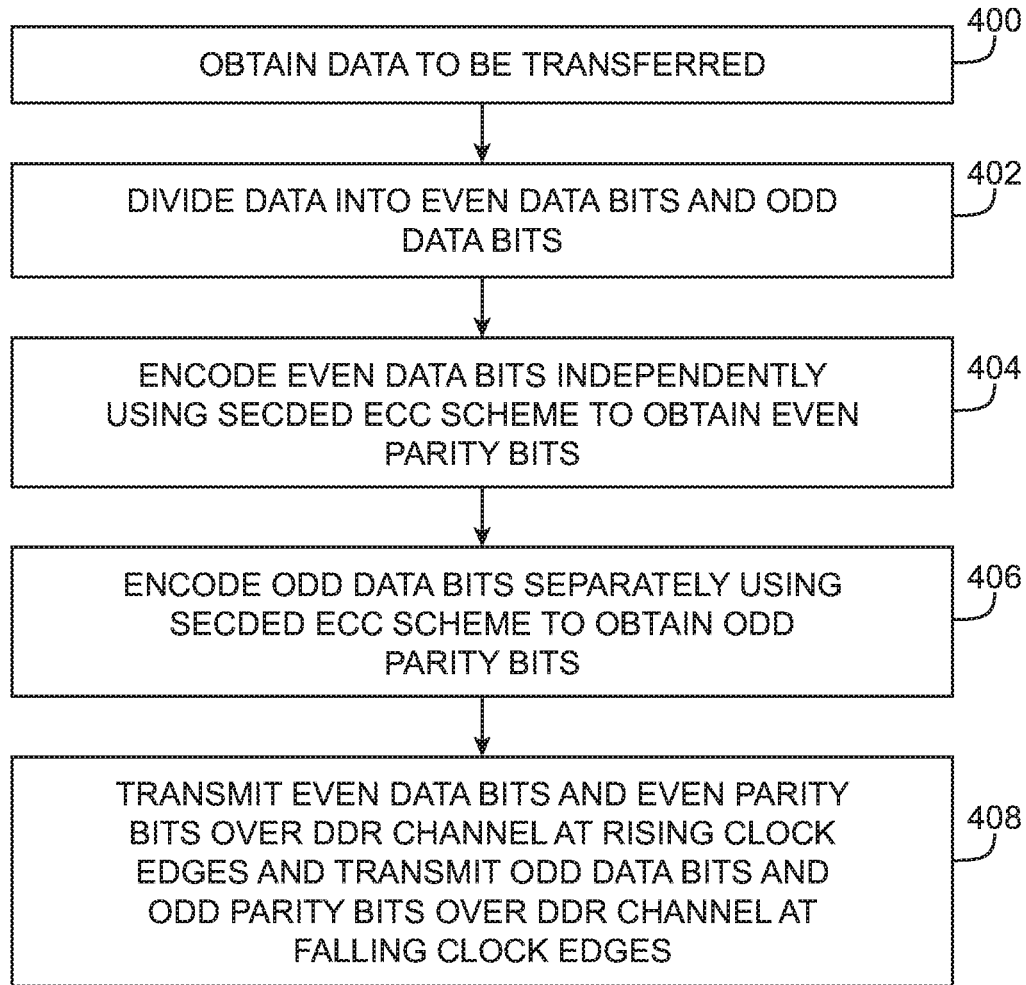 400
OBTAIN DATA TO BE TRANSFERRED
402
DIVIDE DATA INTO EVEN DATA BITS AND ODD
DATA BITS
404
ENCODE EVEN DATA BITS INDEPENDENTLY
USING SECDED ECC SCHEME TO OBTAIN EVEN
PARITY BITS
406
ENCODE ODD DATA BITS SEPARATELY USING
SECDED ECC SCHEME TO OBTAIN ODD
PARITY BITS
408
TRANSMIT EVEN DATA BITS AND EVEN PARITY
BITS OVER DDR CHANNEL AT RISING CLOCK
EDGES AND TRANSMIT ODD DATA BITS AND
ODD PARITY BITS OVER DDR CHANNEL AT
FALLING CLOCK EDGES